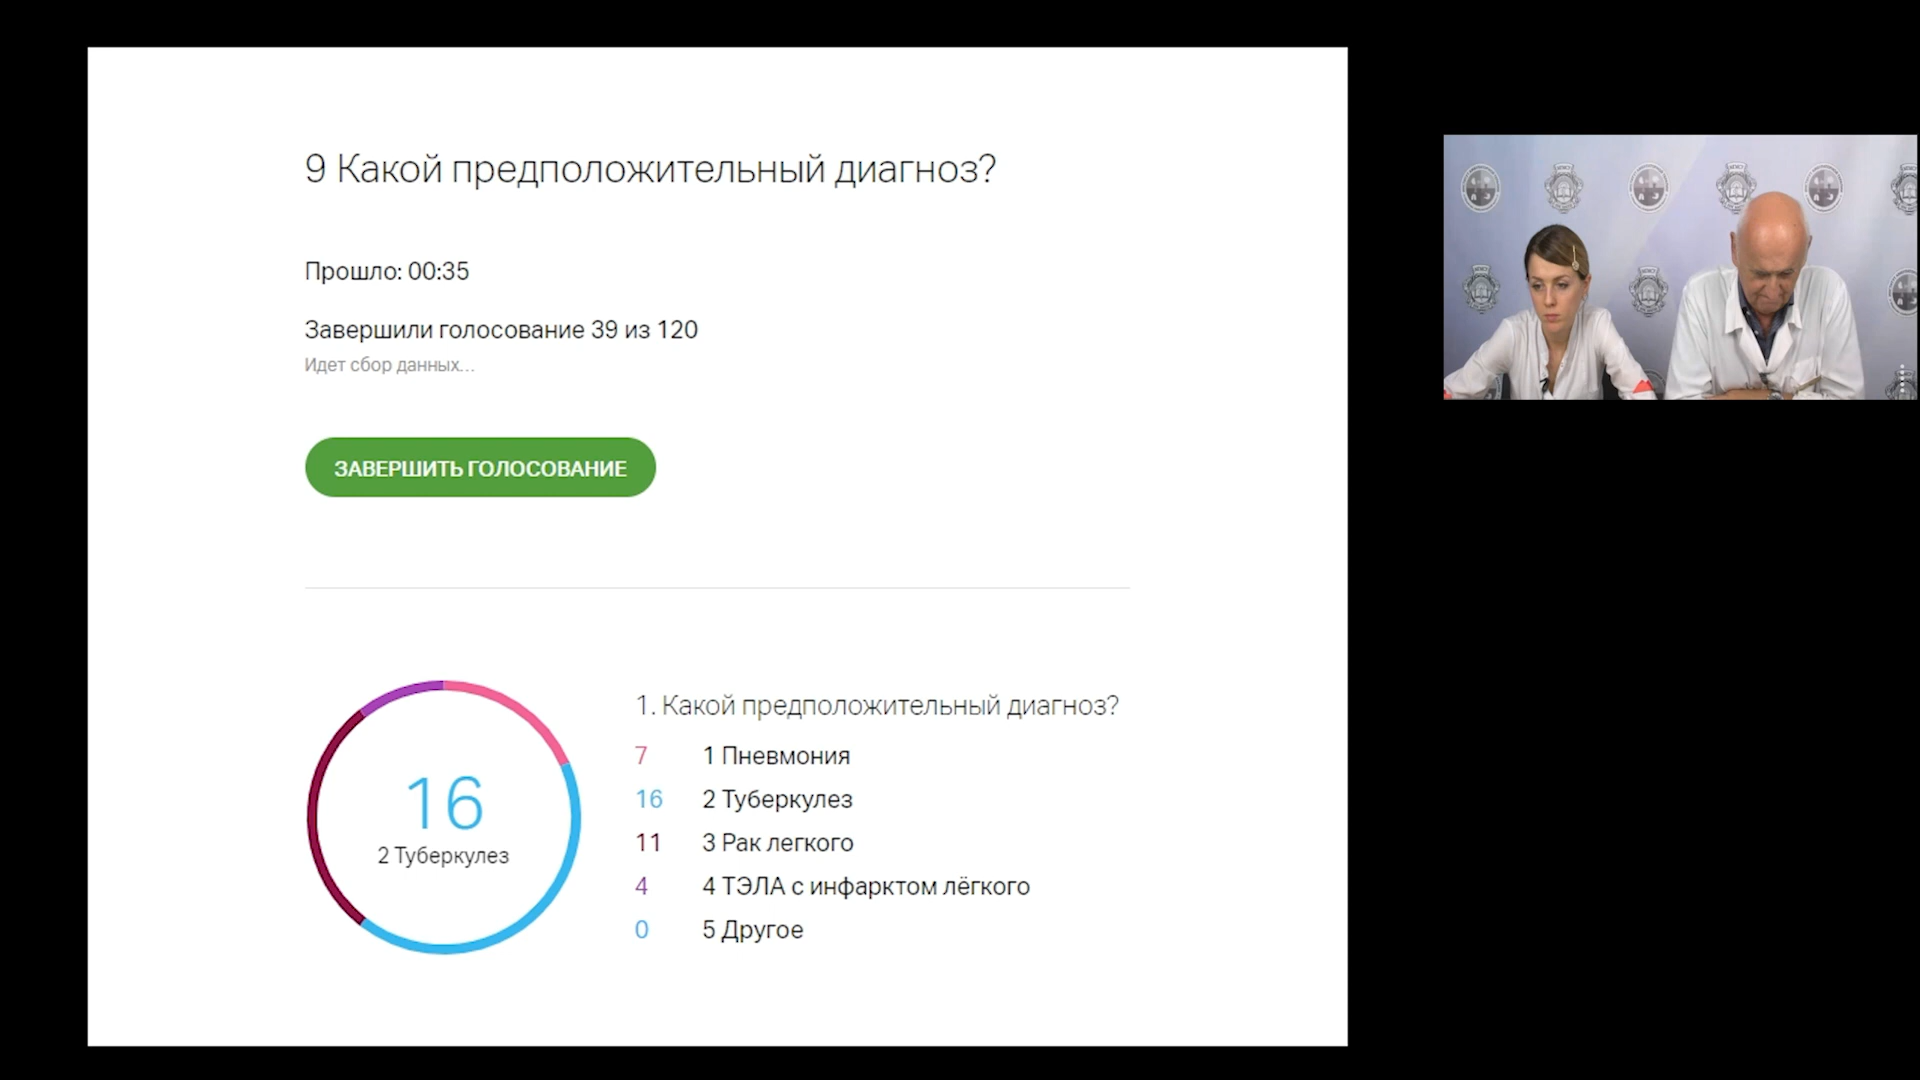 9 Какой предположительный диагноз?
Прошло: 00:35
Завершили голосование 39 из 120
Идет сбор данных...
ЗАВЕРШИТЬ ГОЛОСОВАНИЕ
16
2 Туберкулез
1. Какой предположительный диагноз?
7 1 Пневмония
16 2 Туберкулез
11 3 Рак легкого
4 4 ТЭЛА с инфарктом лёгкого
0 5 Другое